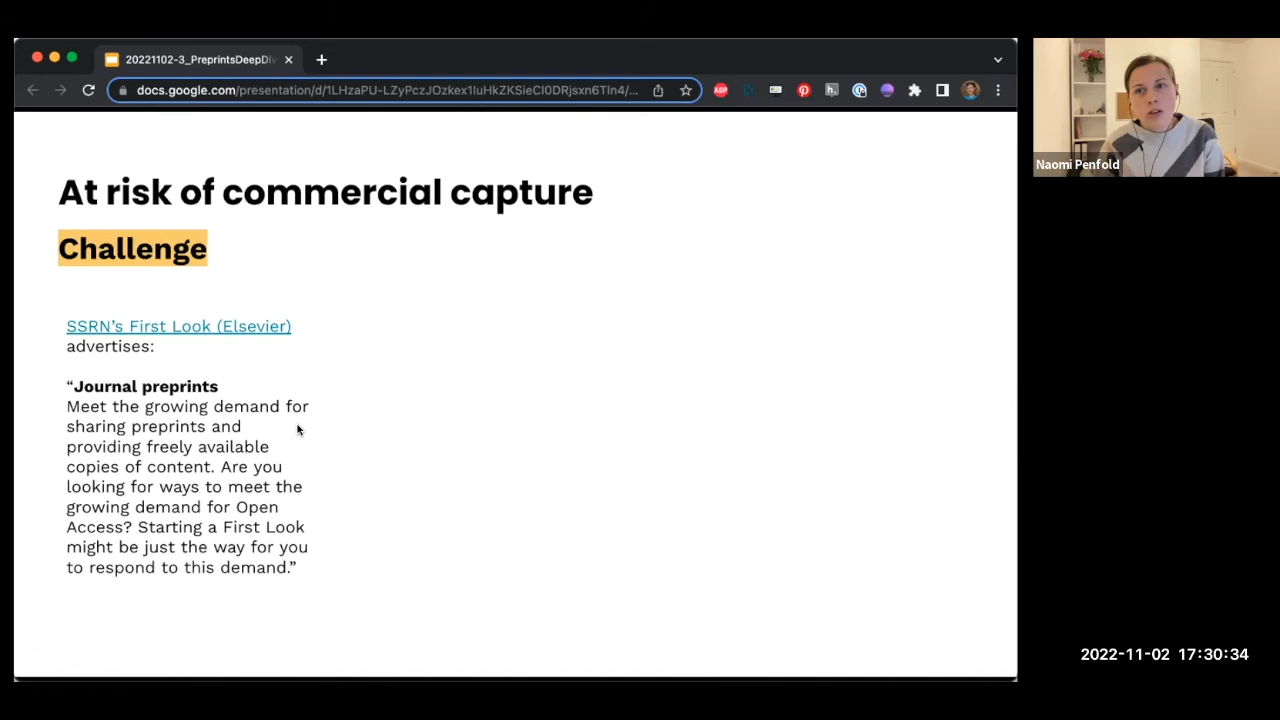 20221102-3_PreprintsDeepDiv
docs.google.com/presentation/d/1LHzaPU-LZyPczJOzkex1IuHkZKSieCI0DRjsxn6TIn4/...
ABP
At risk of commercial capture
Challenge
SSRN's First Look (Elsevier)
advertises:
“Journal preprints
Meet the growing demand for
sharing preprints and
providing freely available
copies of content. Are you
looking for ways to meet the
growing demand for Open
Access? Starting a First Look
might be just the way for you
to respond to this demand.”
Naomi Penfold
2022-11-02 17:30:34